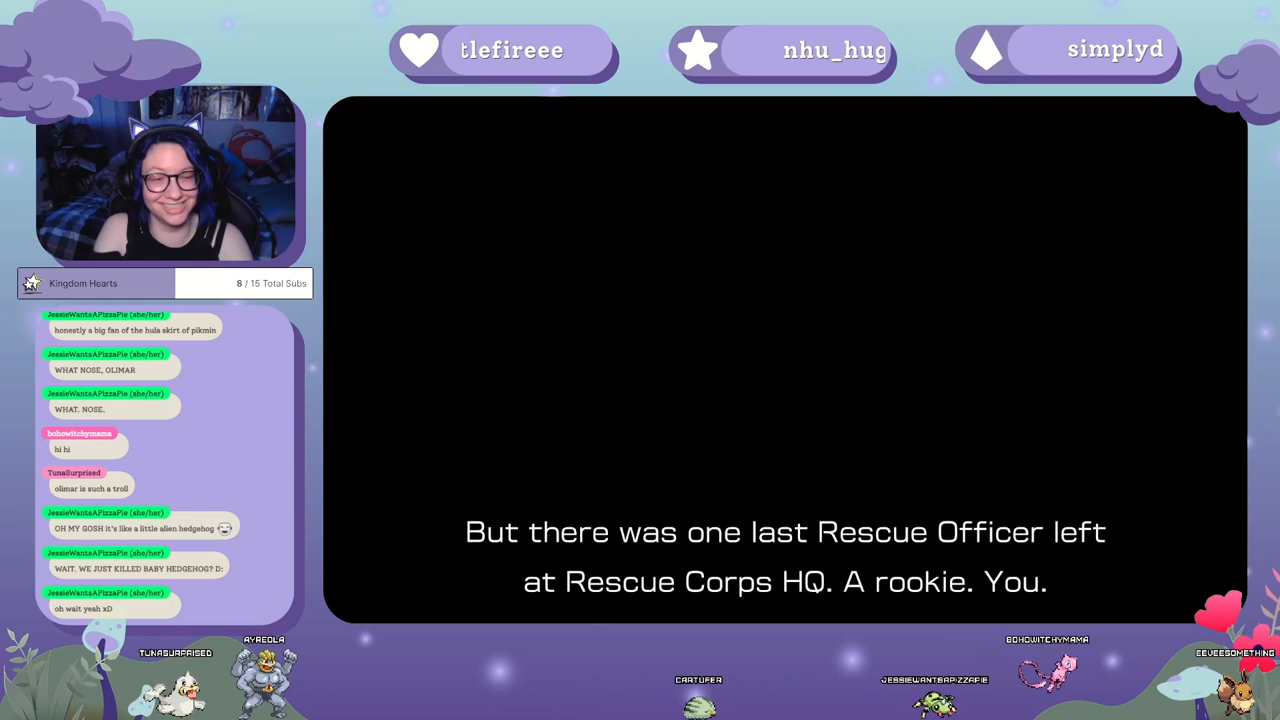 tlefireee
nhu_hug
simplyd
Kingdom Hearts
8 / 15 Total Subs
JessieWantsAPizzaPie (she/her)
honestly a big fan of the hula skirt of pikmin
JessieWantsAPizzaPie (she/her)
WHAT NOSE, OLIMAR
JessieWantsAPizzaPie (she/her)
WHAT. NOSE.
bohowitchymama
hi hi
TunaSurprised
olimar is such a troll
JessieWantsAPizzaPie (she/her)
OH MY GOSH it's like a little alien hedgehog
JessieWantsAPizzaPie (she/her)
WAIT. WE JUST KILLED BABY HEDGEHOG? D:
JessieWantsAPizzaPie (she/her)
oh wait yeah xD
But there was one last Rescue Officer left
at Rescue Corps HQ. A rookie. You.
TUNASURPRISED
AYREOLA
CARTUFER
JESSIEWANTSAPIZZAPIE
BOHOWITCHYMAMA
EEVEESOMETHING